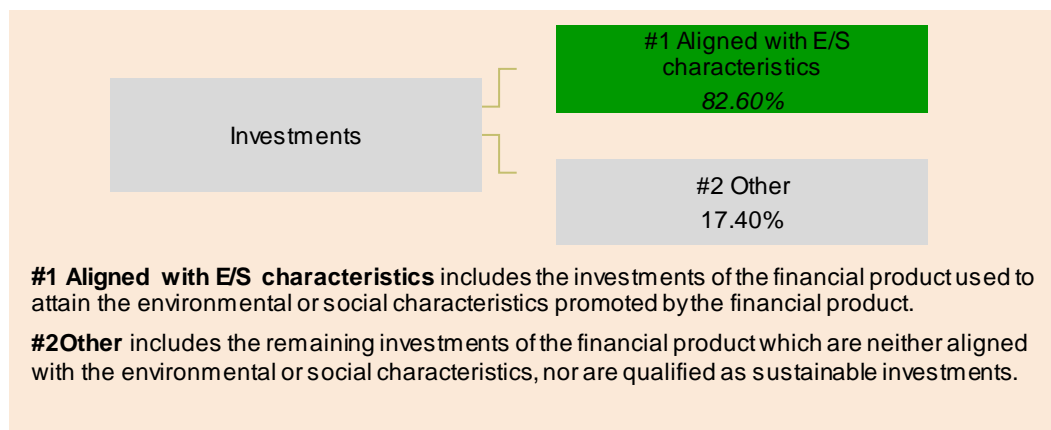 #1 Aligned with E/S
characteristics
82.60%
Investments
#2 Other
17.40%
#1 Aligned with E/S characteristics includes the investments of the financial product used to
attain the environmental or social characteristics promoted by the financial product.
#2Other includes the remaining investments of the financial product which are neither aligned
with the environmental or social characteristics, nor are qualified as sustainable investments.